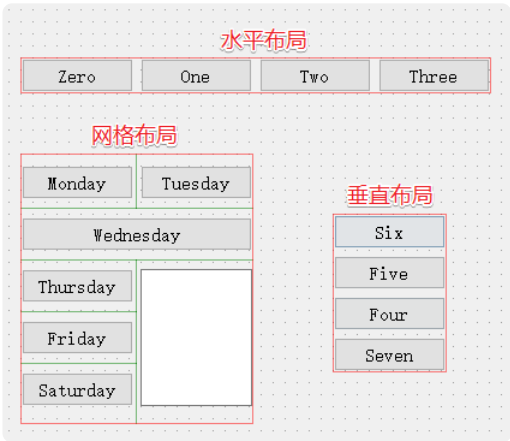 水平布局
Zero One Two Three
网格布局
Monday Tuesday
Wednesday
Thursday
Friday
Saturday
垂直布局
Six
Five
Four
Seven